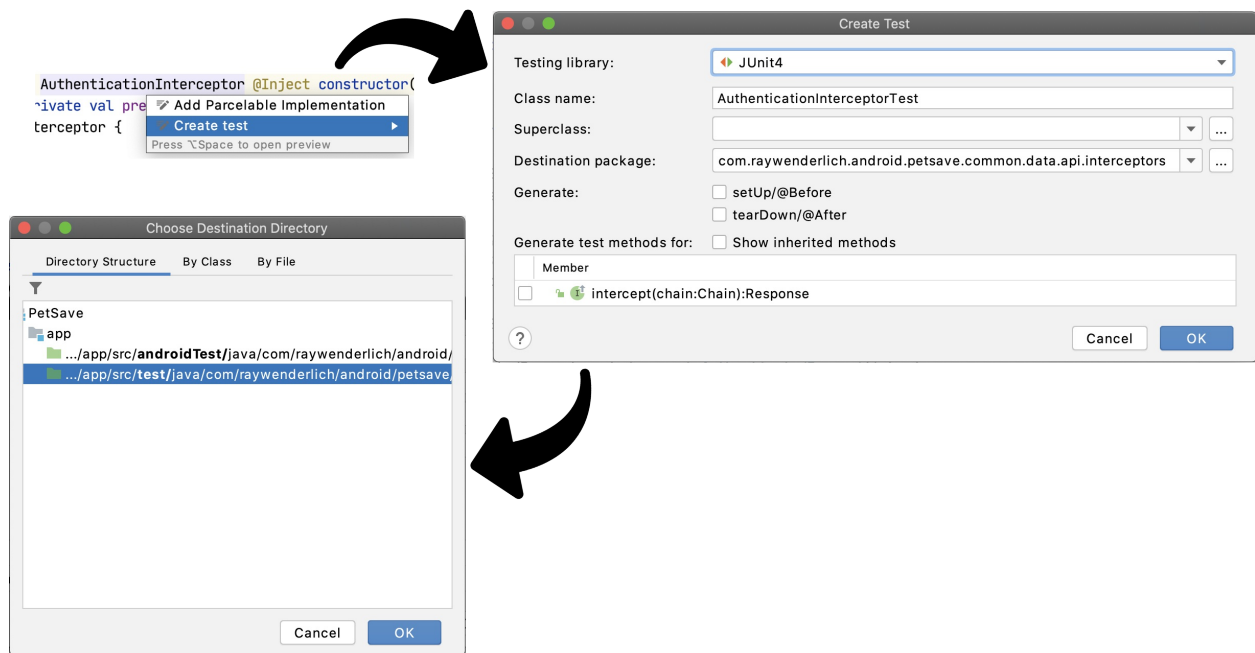 AuthenticationInterceptor @Inject constructor(
rivate val pre
terceptor {
Add Parcelable Implementation
Create test
Press ⌥Space to open preview
Create Test
Testing library:
JUnit4
Class name:
AuthenticationInterceptorTest
Superclass:
...
Destination package:
com.raywenderlich.android.petsave.common.data.api.interceptors
...
Generate:
setUp/@Before
tearDown/@After
Generate test methods for:
Show inherited methods
Member
intercept(chain:Chain):Response
?
Cancel
OK
Choose Destination Directory
Directory Structure
By Class
By File
PetSave
app
.../app/src/androidTest/java/com/raywenderlich/android/
.../app/src/test/java/com/raywenderlich/android/petsave/
Cancel
OK